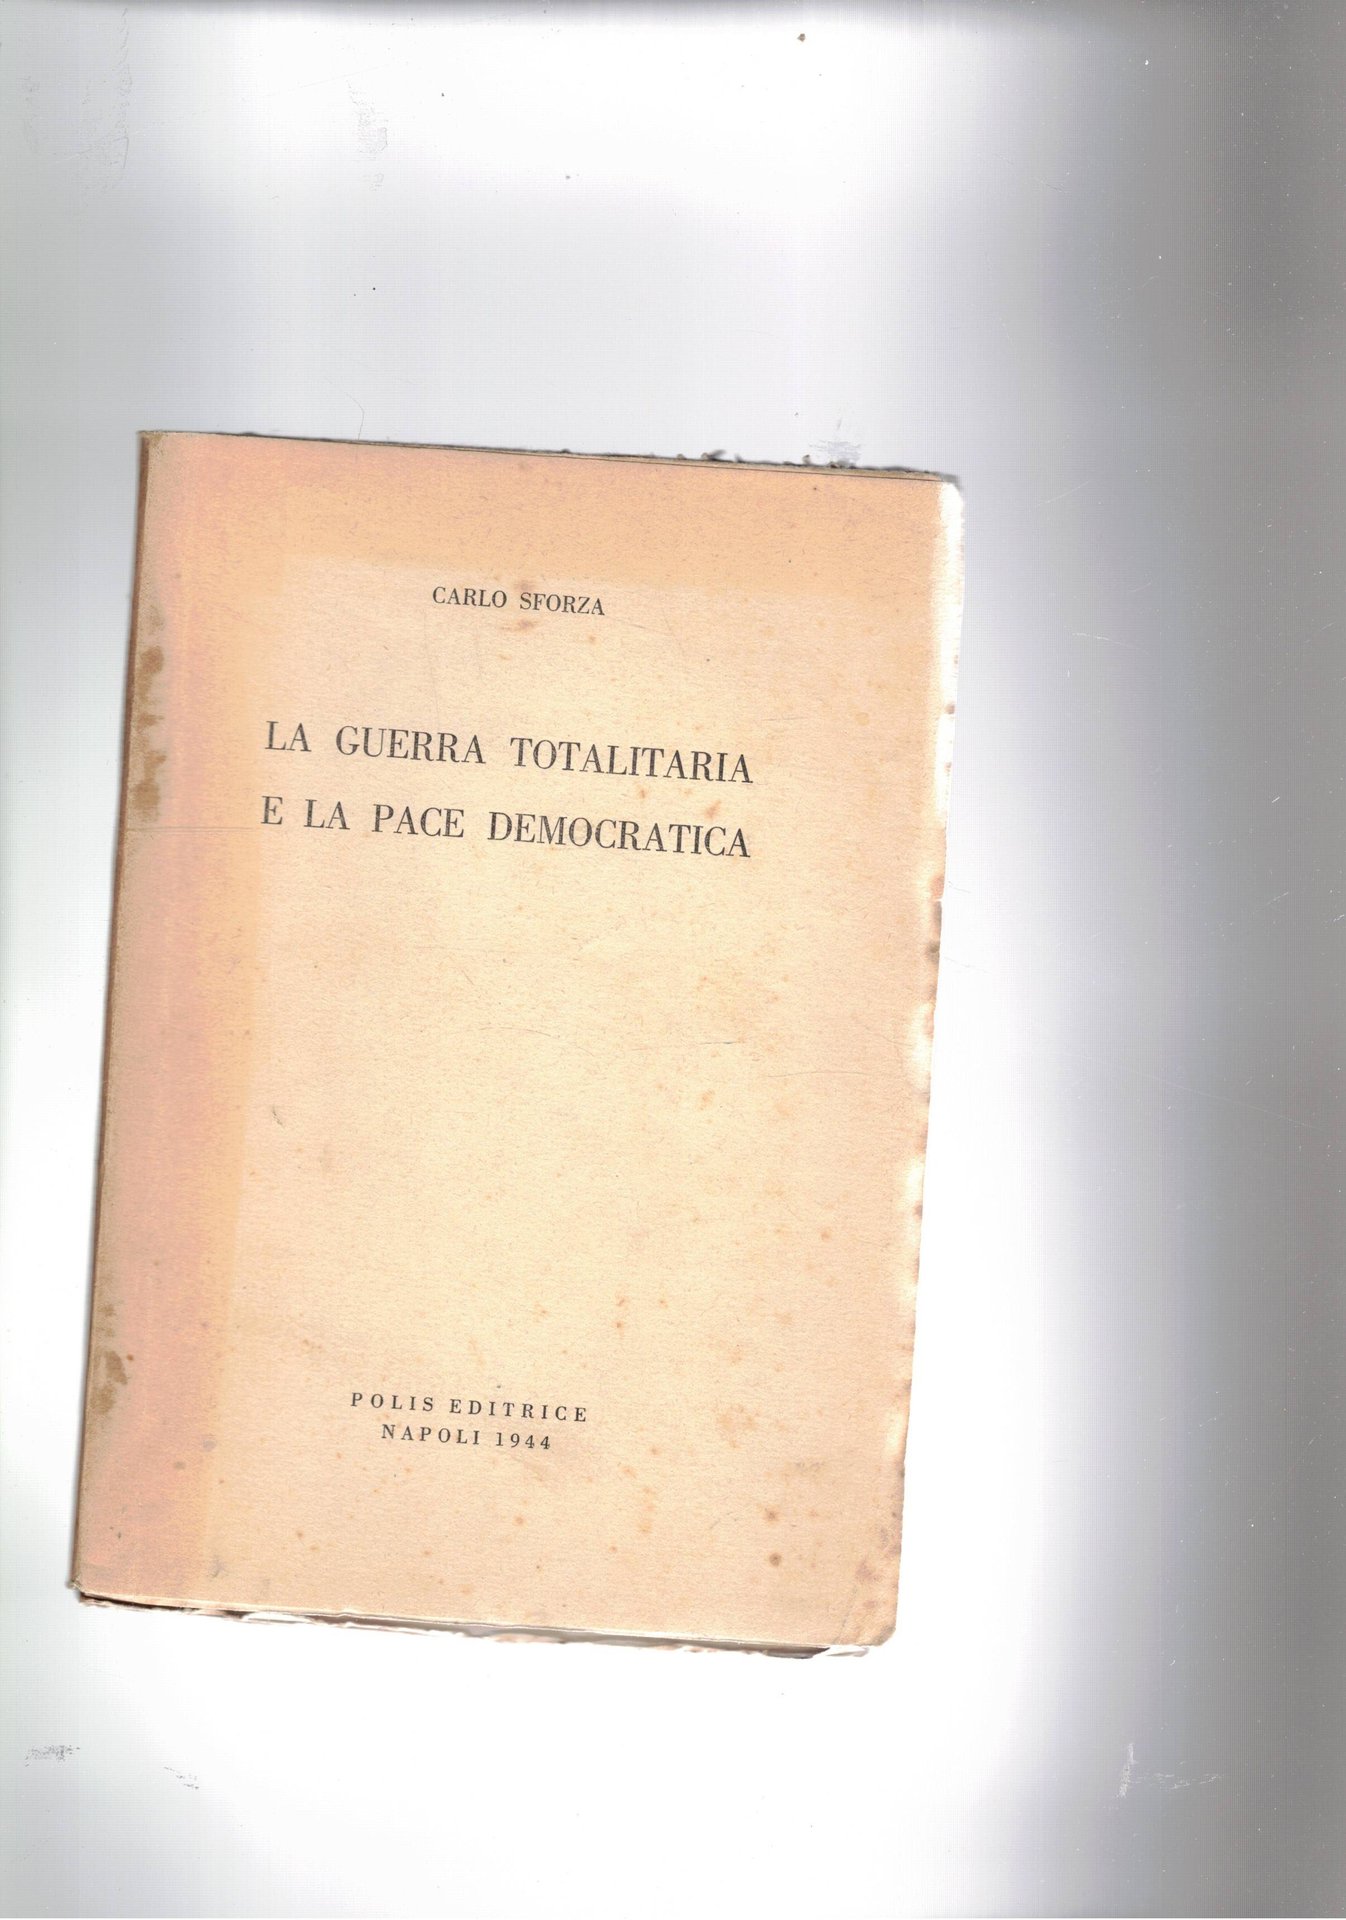 CARLO SFORZA
LA GUERRA TOTALITARIA
E LA PACE DEMOCRATICA
POLIS EDITRICE
NAPOLI 1944